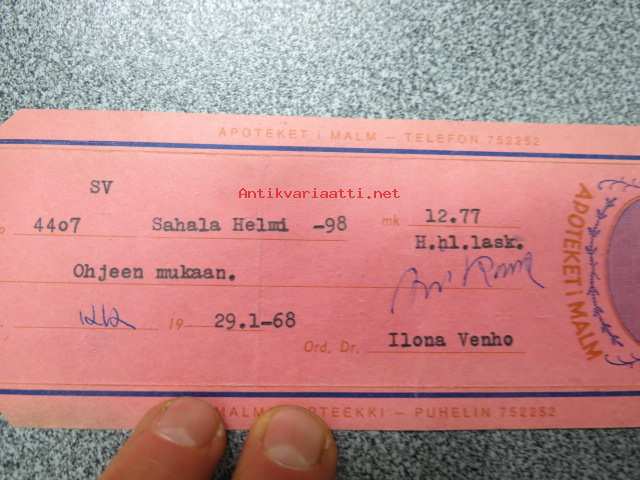 APOTEKET I MALM — TELEFON 752252
SV
Antikvariaatti.net
4407 Sahala Helmi -98 mk 12.77
H.hl.lask.
Ohjeen mukaan.
19 29.1-68
Ord. Dr. Ilona Venho
APOTEKET I MALM
MALM APTEEKKI — PUHELIN 752252